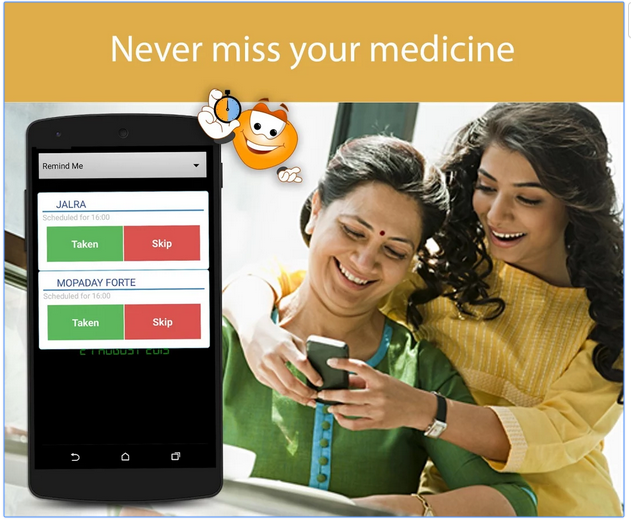 Never miss your medicine
Remind Me
JALRA
Scheduled for 16:00
Taken Skip
MOPADAY FORTE
Scheduled for 16:00
Taken Skip
AUGUST 2015